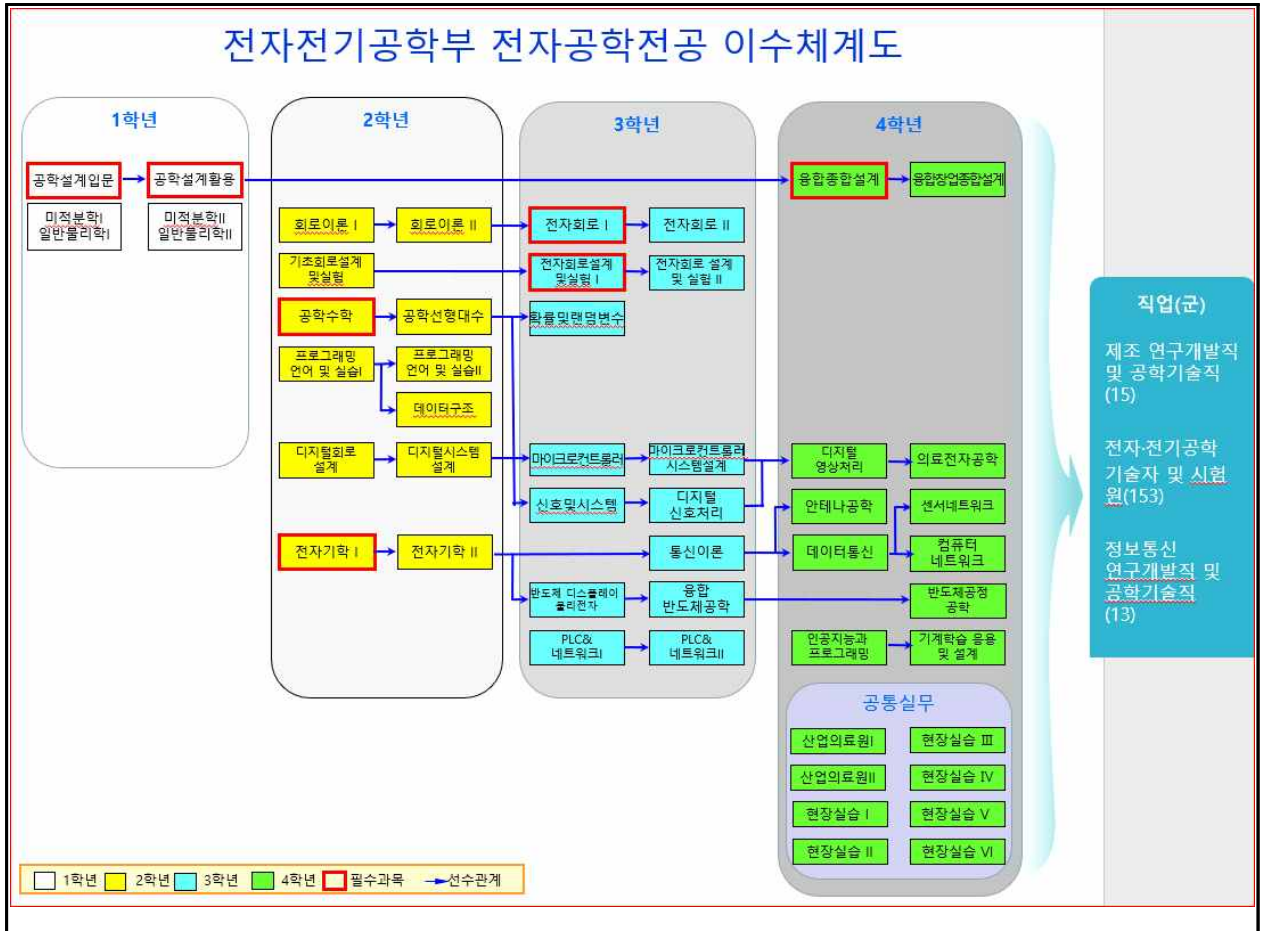 전자전기공학부 전자공학전공 이수체계도
1학년
공학설계입문
공학설계활용
미적분학I
일반물리학I
미적분학II
일반물리학II
2학년
회로이론 I
회로이론 II
기초회로설계
및실험
공학수학
공학선형대수
프로그래밍
언어 및 실습I
프로그래밍
언어 및 실습II
데이터구조
디지털회로
설계
디지털시스템
설계
전자기학 I
전자기학 II
3학년
전자회로 I
전자회로 II
전자회로설계
및실험 I
전자회로 설계
및 실험 II
확률및랜덤변수
마이크로컨트롤러
마이크로컨트롤러
시스템설계
신호및시스템
디지털
신호처리
통신이론
반도체 디스플레이
물리전자
융합
반도체공학
PLC&
네트워크I
PLC&
네트워크II
4학년
융합종합설계
융합창업종합설계
디지털
영상처리
의료전자공학
안테나공학
센서네트워크
데이터통신
컴퓨터
네트워크
반도체공정
공학
인공지능과
프로그래밍
기계학습 응용
및 설계
공통실무
산업의료원I
현장실습 III
산업의료원II
현장실습 IV
현장실습 I
현장실습 V
현장실습 II
현장실습 VI
직업(군)
제조 연구개발직
및 공학기술직
(15)
전자·전기공학
기술자 및 시험
원(153)
정보통신
연구개발직 및
공학기술직
(13)
1학년 2학년 3학년 4학년 필수과목 선수관계